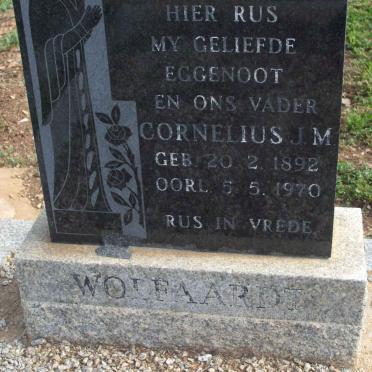 HIER RUS
MY GELIEFDE
EGGENOOT
EN ONS VADER
CORNELIUS J. M.
GEB. 20. 2. 1892
OORL. 5. 5. 1970
RUS IN VREDE.
WOLFAARDT